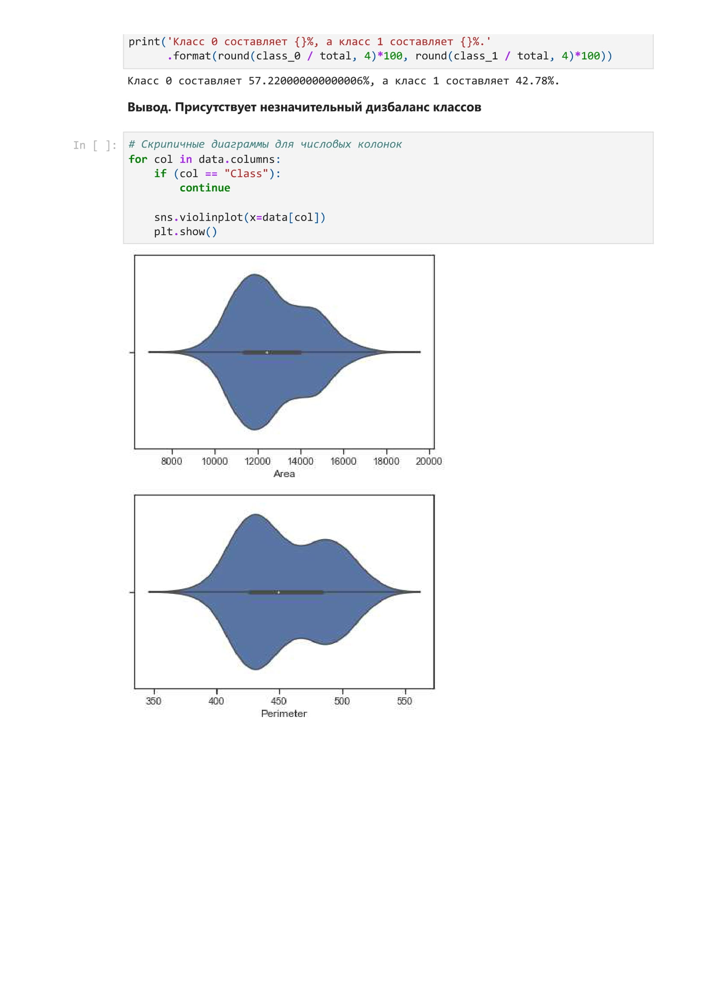 print('Класс 0 составляет {}%, а класс 1 составляет {}%.'
      .format(round(class_0 / total, 4)*100, round(class_1 / total, 4)*100))
Класс 0 составляет 57.220000000000006%, а класс 1 составляет 42.78%.
Вывод. Присутствует незначительный дизбаланс классов
In [ ]:
# Скрипичные диаграммы для числовых колонок
for col in data.columns:
    if (col == "Class"):
        continue
    sns.violinplot(x=data[col])
    plt.show()
8000 10000 12000 14000 16000 18000 20000
Area
350 400 450 500 550
Perimeter